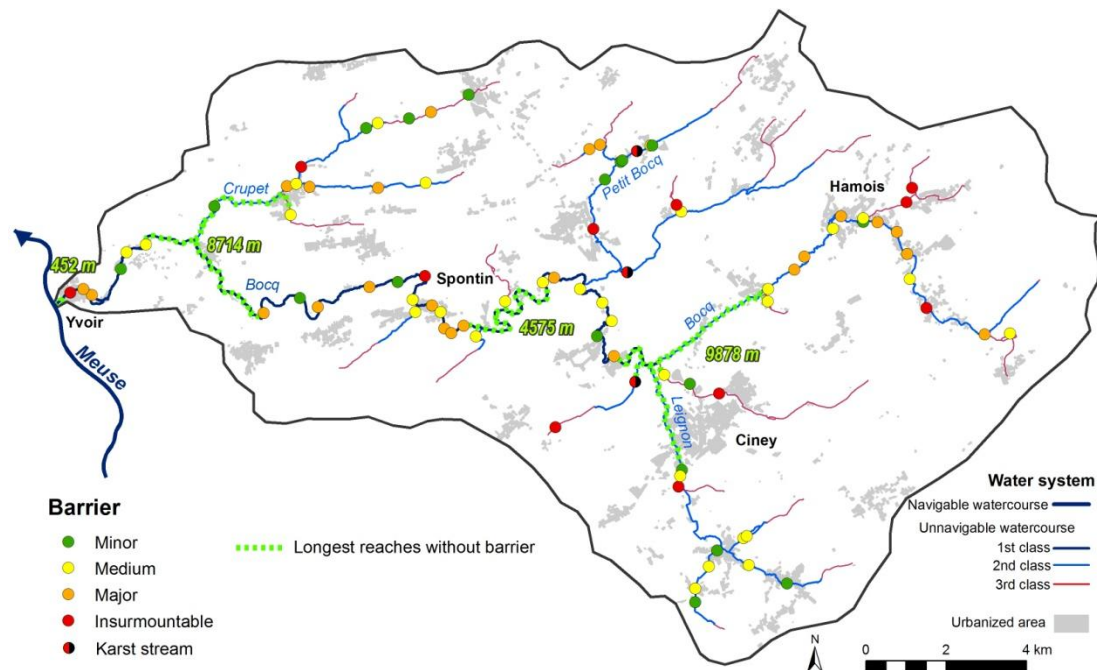 Crupet
Petit Bocq
Hamois
8714 m
452 m
Bocq
Spontin
Bocq
Yvoir
4575 m
9878 m
Meuse
Leignon
Ciney
Barrier
Minor
Medium
Major
Insurmountable
Karst stream
Longest reaches without barrier
Water system
Navigable watercourse
Unnavigable watercourse
1st class
2nd class
3rd class
Urbanized area
N
0 2 4 km